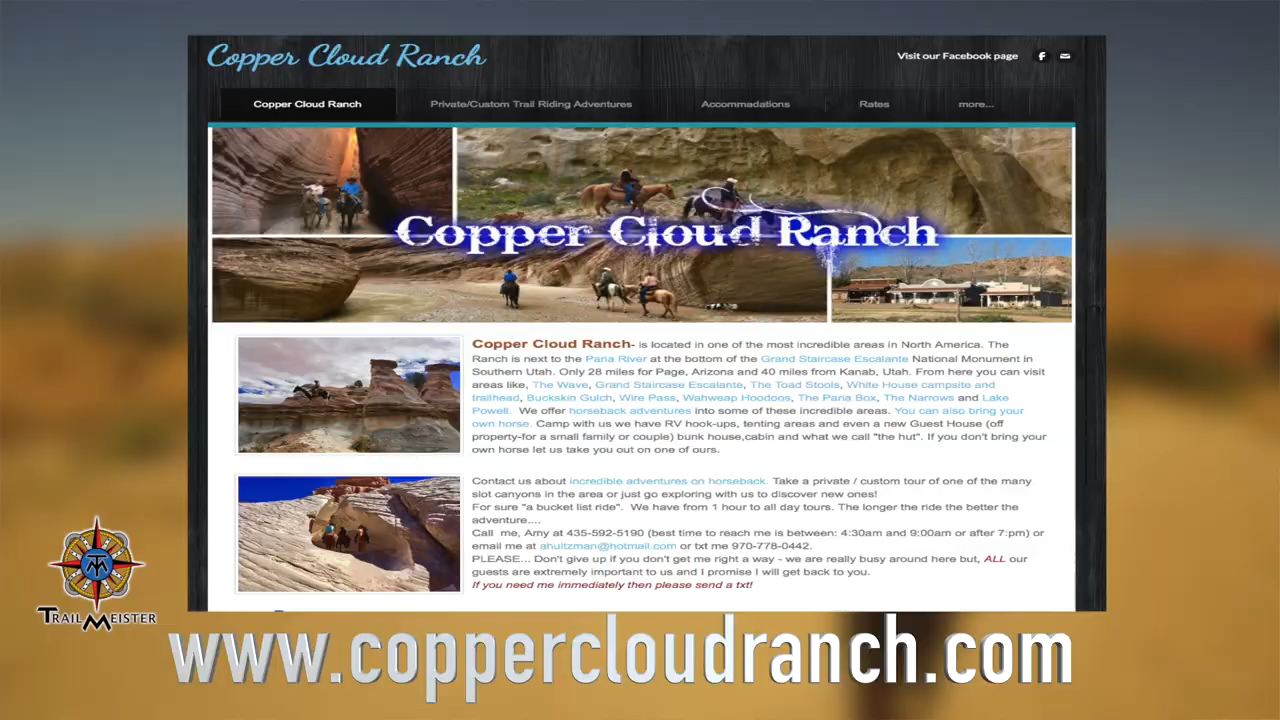 Copper Cloud Ranch
Visit our Facebook page
Copper Cloud Ranch
Private/Custom Trail Riding Adventures
Accommadations
Rates
more...
Copper Cloud Ranch
Copper Cloud Ranch- is located in one of the most incredible areas in North America. The
Ranch is next to the Paria River at the bottom of the Grand Staircase Escalante National Monument in
Southern Utah. Only 28 miles for Page, Arizona and 40 miles from Kanab, Utah. From here you can visit
areas like, The Wave, Grand Staircase Escalante, The Toad Stools, White House campsite and
trailhead, Buckskin Gulch, Wire Pass, Wahweap Hoodoos, The Paria Box, The Narrows and Lake
Powell. We offer horseback adventures into some of these incredible areas. You can also bring your
own horse. Camp with us we have RV hook-ups, tenting areas and even a new Guest House (off
property-for a small family or couple) bunk house,cabin and what we call "the hut". If you don't bring your
own horse let us take you out on one of ours.
Contact us about incredible adventures on horseback. Take a private / custom tour of one of the many
slot canyons in the area or just go exploring with us to discover new ones!
For sure "a bucket list ride". We have from 1 hour to all day tours. The longer the ride the better the
adventure....
Call me, Amy at 435-592-5190 (best time to reach me is between: 4:30am and 9:00am or after 7:pm) or
email me at ahuitzman@hotmail.com or txt me 970-778-0442.
PLEASE... Don't give up if you don't get me right a way - we are really busy around here but, ALL our
guests are extremely important to us and I promise I will get back to you.
If you need me immediately then please send a txt!
TM
TRAILMEISTER
www.coppercloudranch.com